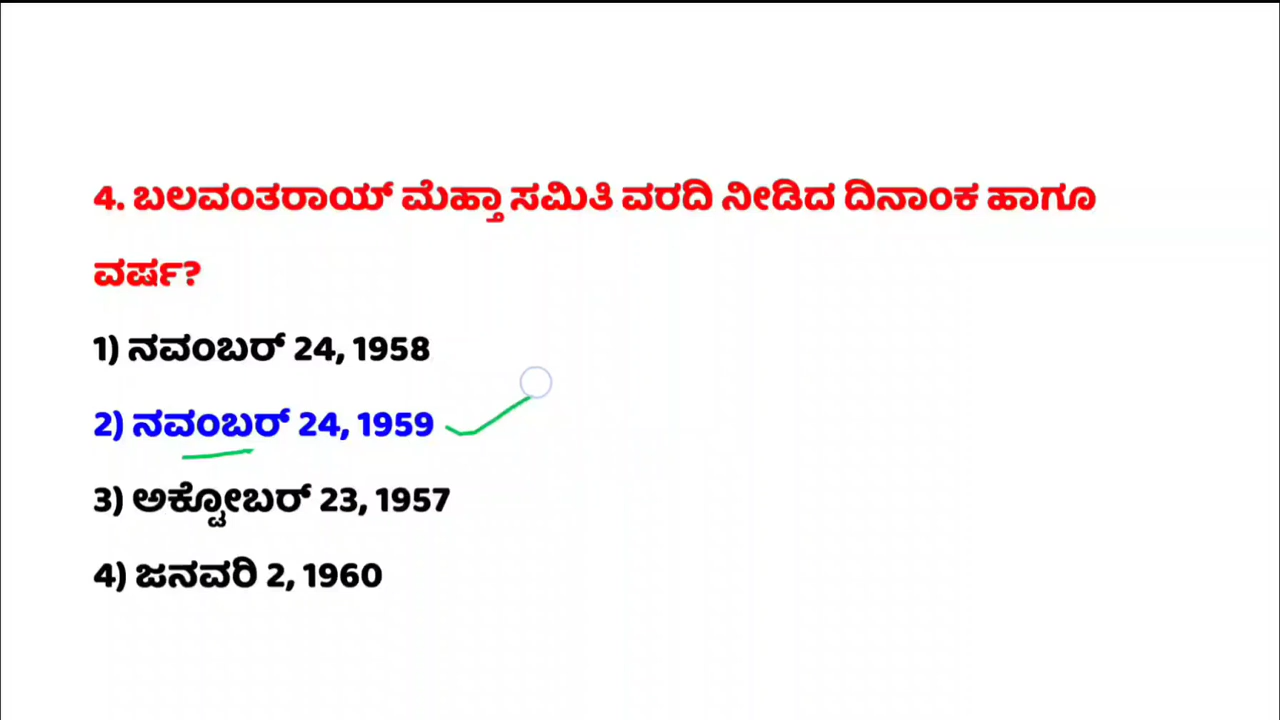 4. ಬಲವಂತರಾಯ್ ಮೆಹ್ತಾ ಸಮಿತಿ ವರದಿ ನೀಡಿದ ದಿನಾಂಕ ಹಾಗೂ
ವರ್ಷ?
1) ನವಂಬರ್ 24, 1958
2) ನವಂಬರ್ 24, 1959
3) ಅಕ್ಟೋಬರ್ 23, 1957
4) ಜನವರಿ 2, 1960